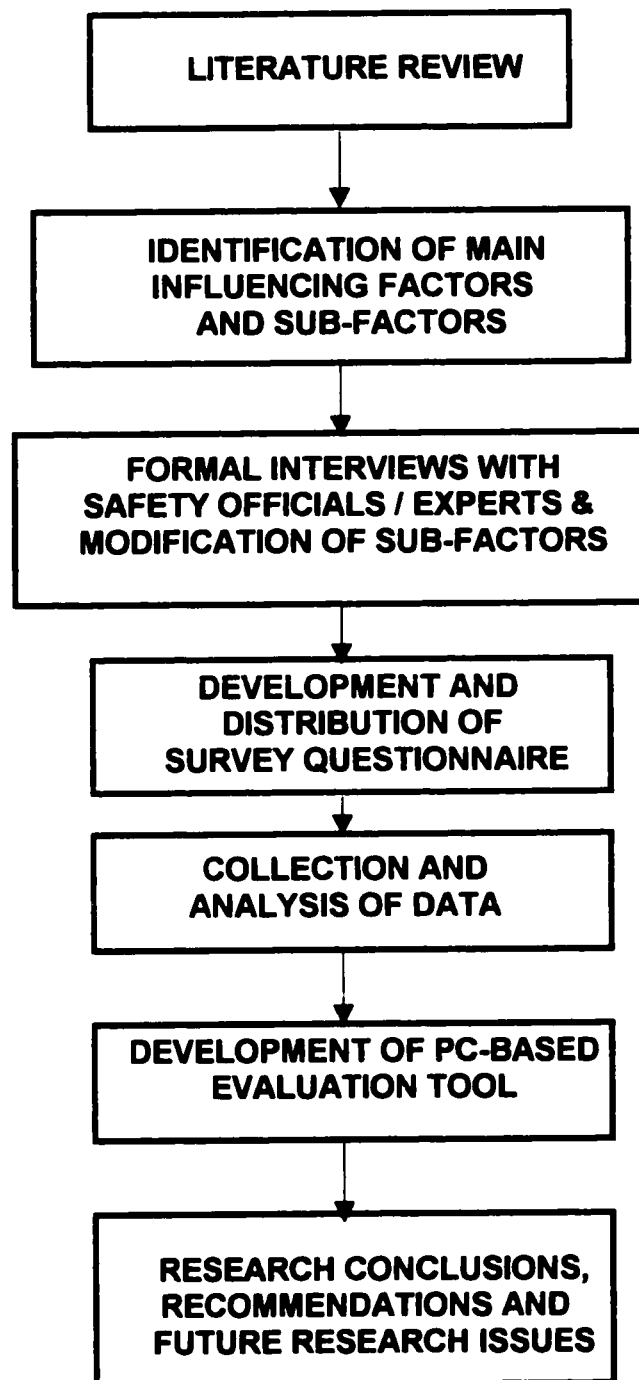 LITERATURE REVIEW
IDENTIFICATION OF MAIN
INFLUENCING FACTORS
AND SUB-FACTORS
FORMAL INTERVIEWS WITH
SAFETY OFFICIALS / EXPERTS &
MODIFICATION OF SUB-FACTORS
DEVELOPMENT AND
DISTRIBUTION OF
SURVEY QUESTIONNAIRE
COLLECTION AND
ANALYSIS OF DATA
DEVELOPMENT OF PC-BASED
EVALUATION TOOL
RESEARCH CONCLUSIONS,
RECOMMENDATIONS AND
FUTURE RESEARCH ISSUES